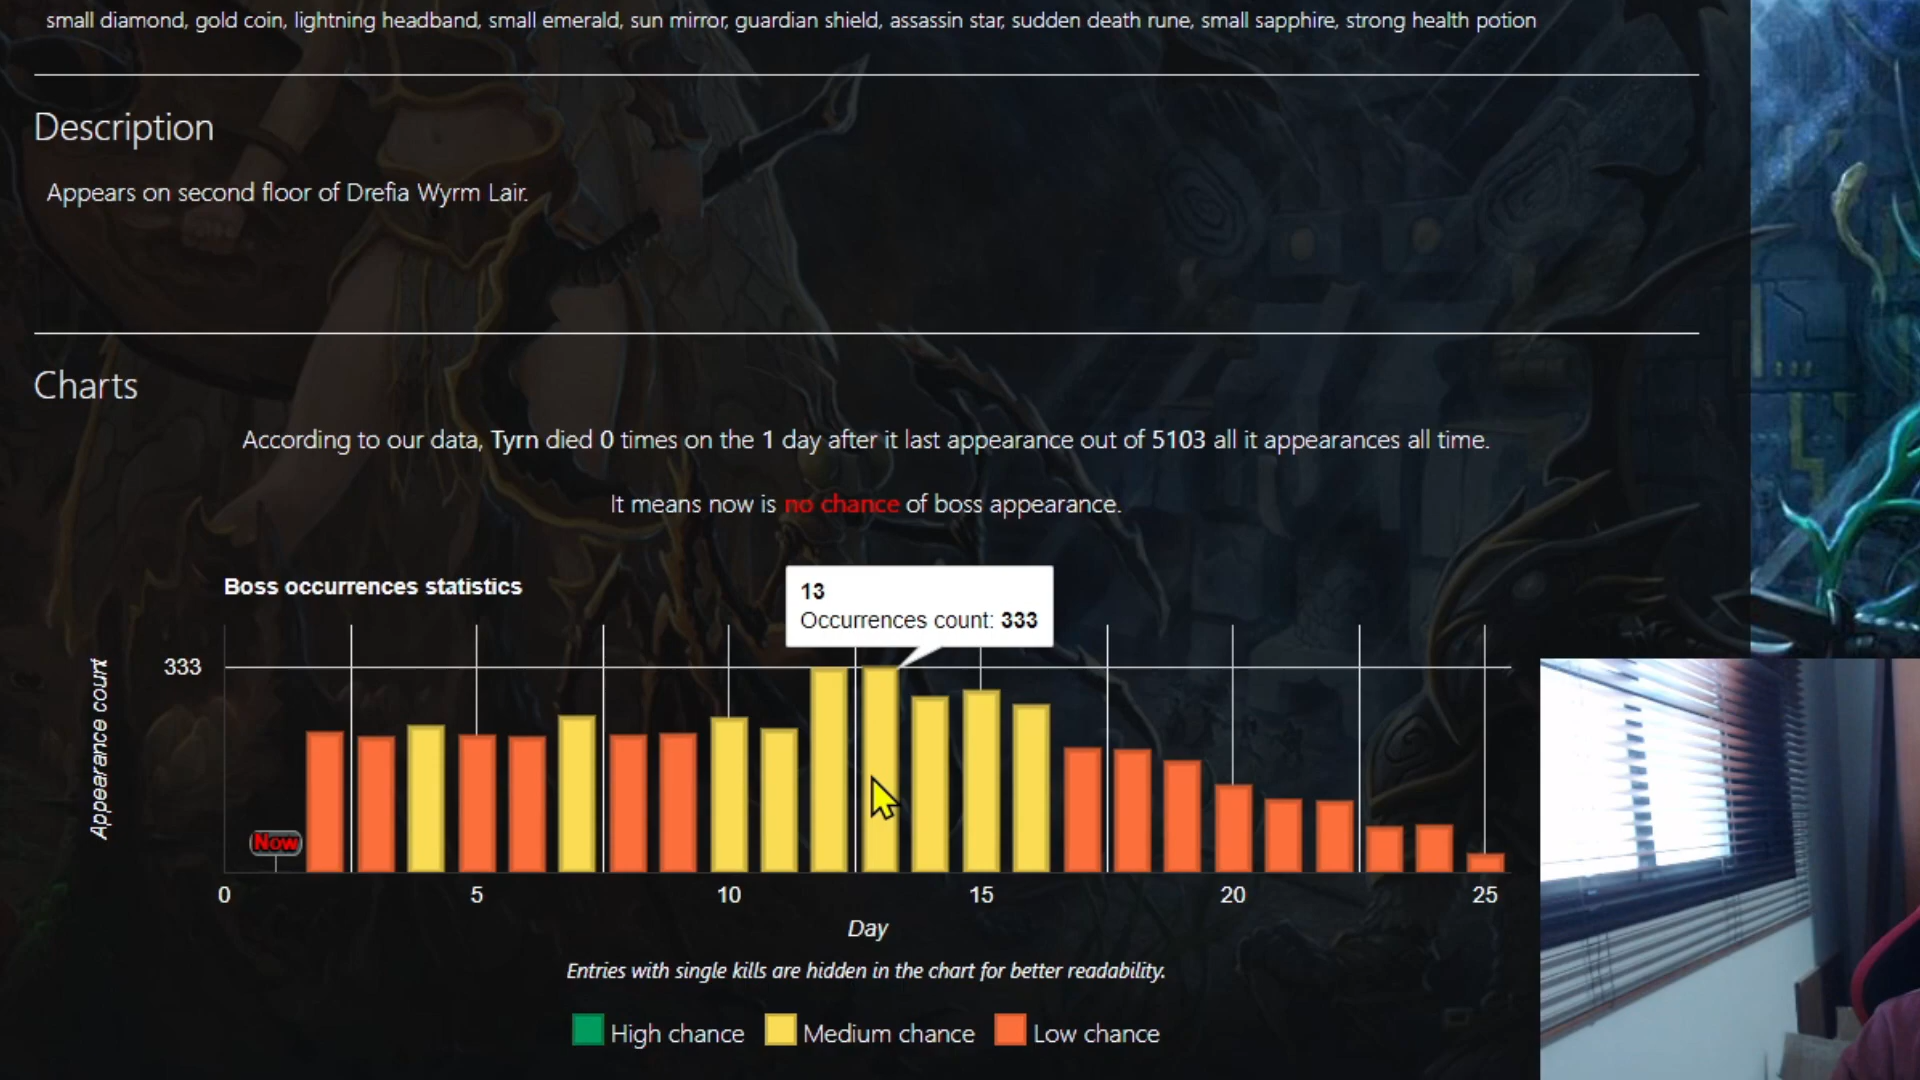 small diamond, gold coin, lightning headband, small emerald, sun mirror, guardian shield, assassin star, sudden death rune, small sapphire, strong health potion
Description
Appears on second floor of Drefia Wyrm Lair.
Charts
According to our data, Tyrn died 0 times on the 1 day after it last appearance out of 5103 all it appearances all time.
It means now is no chance of boss appearance.
Boss occurrences statistics
13
Occurrences count: 333
333
Appearance count
Now
0 5 10 15 20 25
Day
Entries with single kills are hidden in the chart for better readability.
High chance Medium chance Low chance